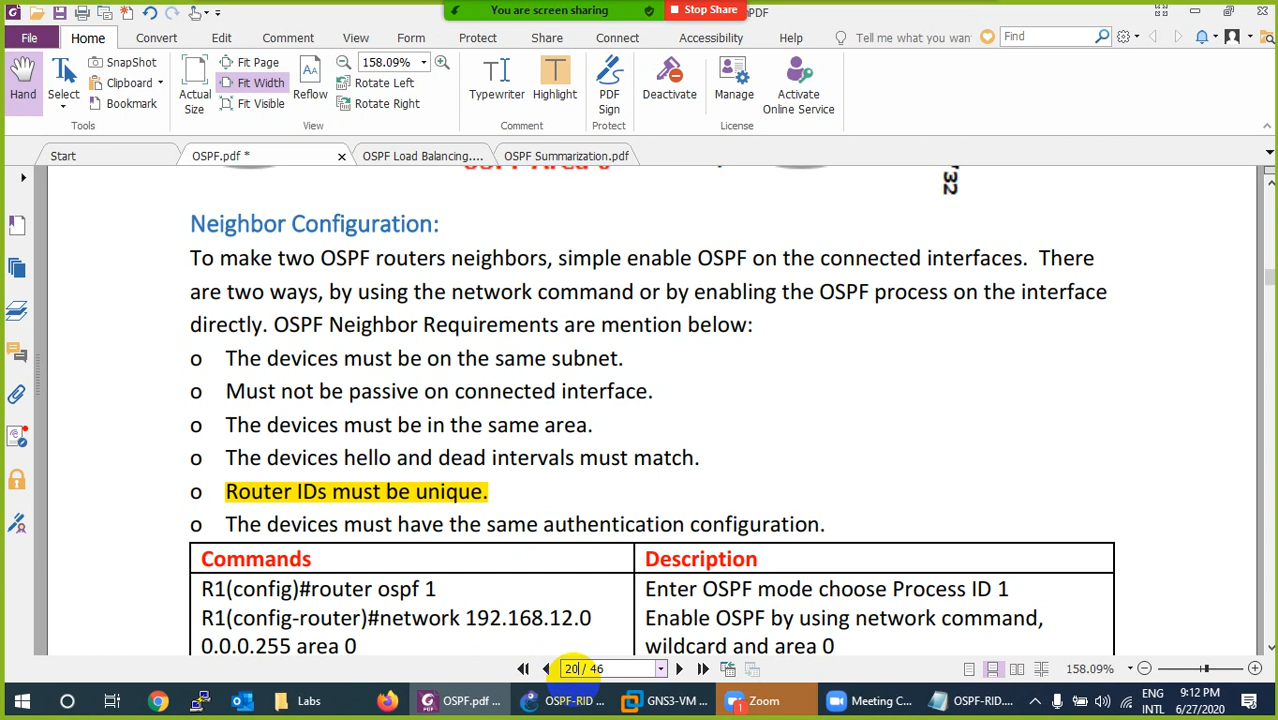 You are screen sharing
Stop Share
PDF
File
Home
Convert
Edit
Comment
View
Form
Protect
Share
Connect
Accessibility
Help
Tell me what you want
Find
Hand
Select
SnapShot
Clipboard
Bookmark
Tools
Actual Size
Fit Page
Fit Width
Fit Visible
Reflow
158.09%
Rotate Left
Rotate Right
View
Typewriter
Highlight
Comment
PDF Sign
Protect
Deactivate
Manage
Activate Online Service
License
Start
OSPF.pdf *
OSPF Load Balancing....
OSPF Summarization.pdf
Neighbor Configuration:
To make two OSPF routers neighbors, simple enable OSPF on the connected interfaces. There
are two ways, by using the network command or by enabling the OSPF process on the interface
directly. OSPF Neighbor Requirements are mention below:
o The devices must be on the same subnet.
o Must not be passive on connected interface.
o The devices must be in the same area.
o The devices hello and dead intervals must match.
o Router IDs must be unique.
o The devices must have the same authentication configuration.
Commands
Description
R1(config)#router ospf 1
Enter OSPF mode choose Process ID 1
R1(config-router)#network 192.168.12.0
Enable OSPF by using network command,
0.0.0.255 area 0
wildcard and area 0
20 / 46
158.09%
Labs
OSPF.pdf ...
OSPF-RID ...
GNS3-VM ...
Zoom
1
Meeting C...
OSPF-RID...
ENG
INTL
9:12 PM
6/27/2020